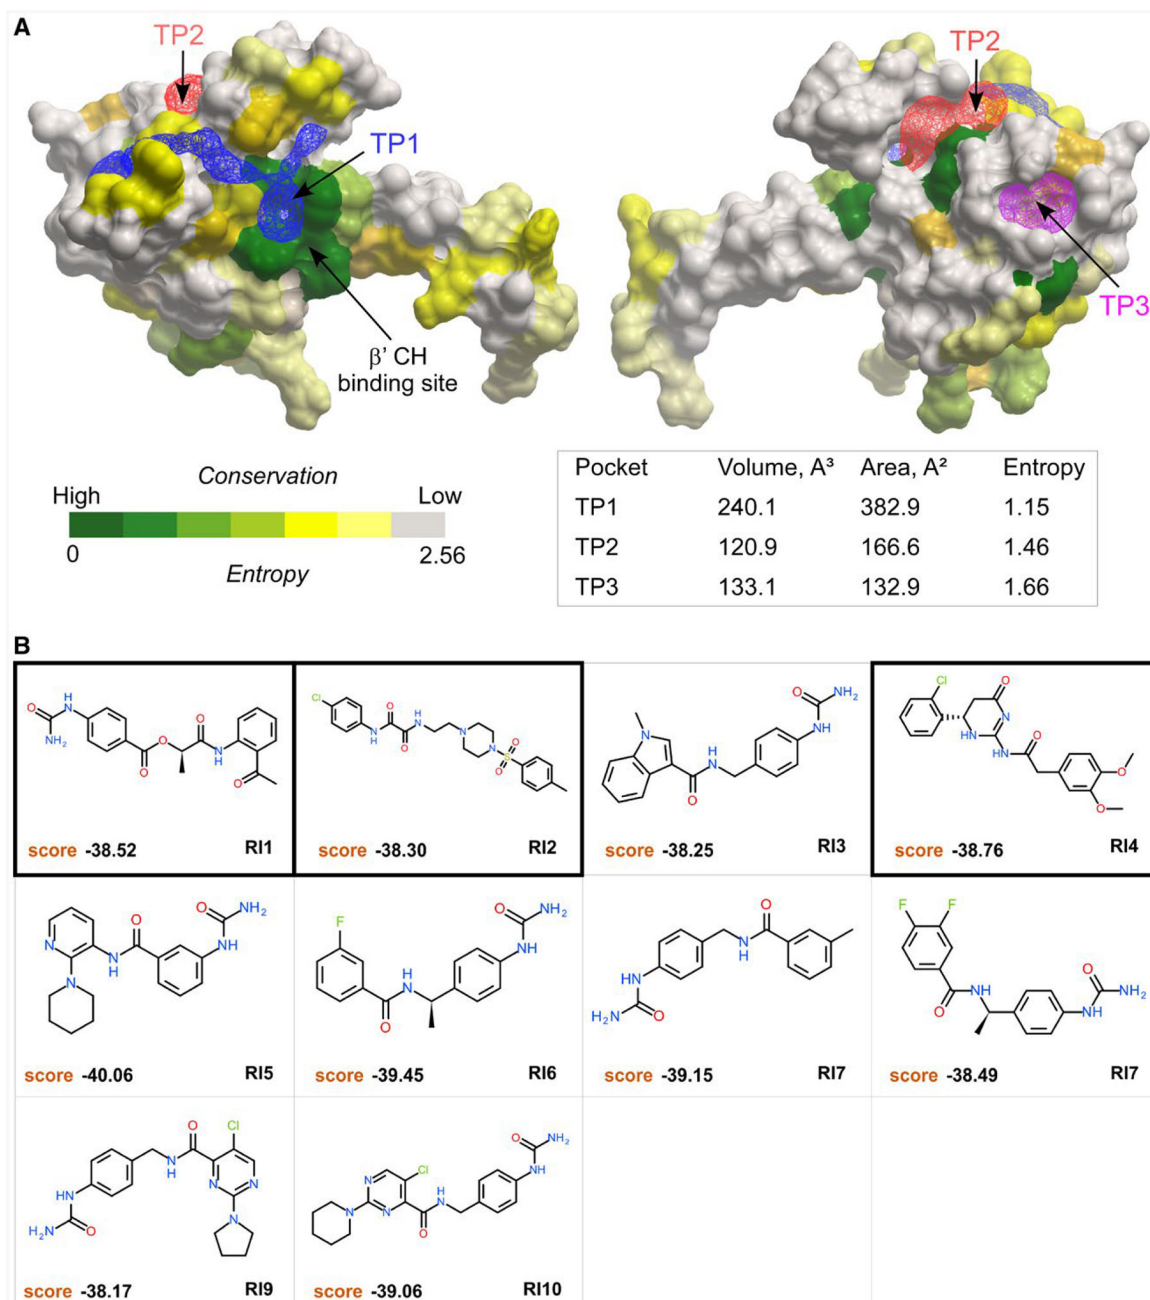 A
TP2
TP1
β' CH
binding site
TP2
TP3
Conservation
High Low
0 2.56
Entropy
Pocket Volume, A³ Area, A² Entropy
TP1 240.1 382.9 1.15
TP2 120.9 166.6 1.46
TP3 133.1 132.9 1.66
B
score -38.52 RI1
score -38.30 RI2
score -38.25 RI3
score -38.76 RI4
score -40.06 RI5
score -39.45 RI6
score -39.15 RI7
score -38.49 RI7
score -38.17 RI9
score -39.06 RI10